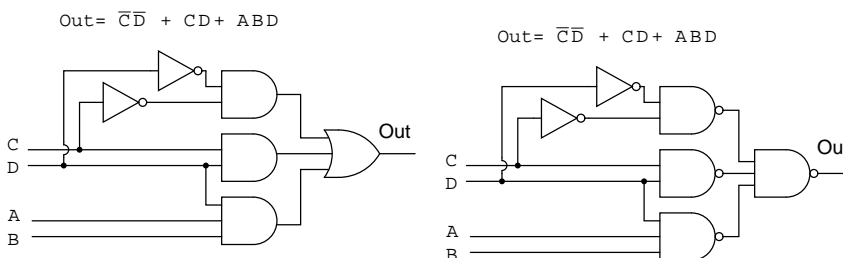 Out= C̅D̅ + CD+ ABD
Out
C
D
A
B
Out= C̅D̅ + CD+ ABD
Ou
C
D
A
B